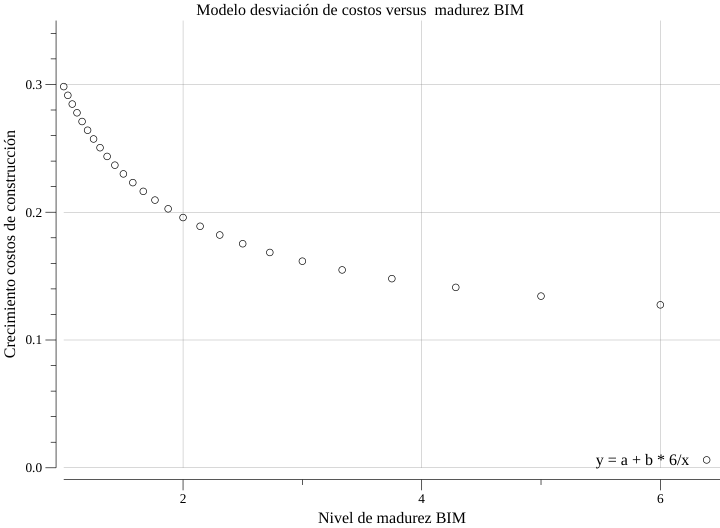 Modelo desviación de costos versus  madurez BIM
Crecimiento costos de construcción
0.3
0.2
0.1
0.0
y = a + b * 6/x
2
4
6
Nivel de madurez BIM